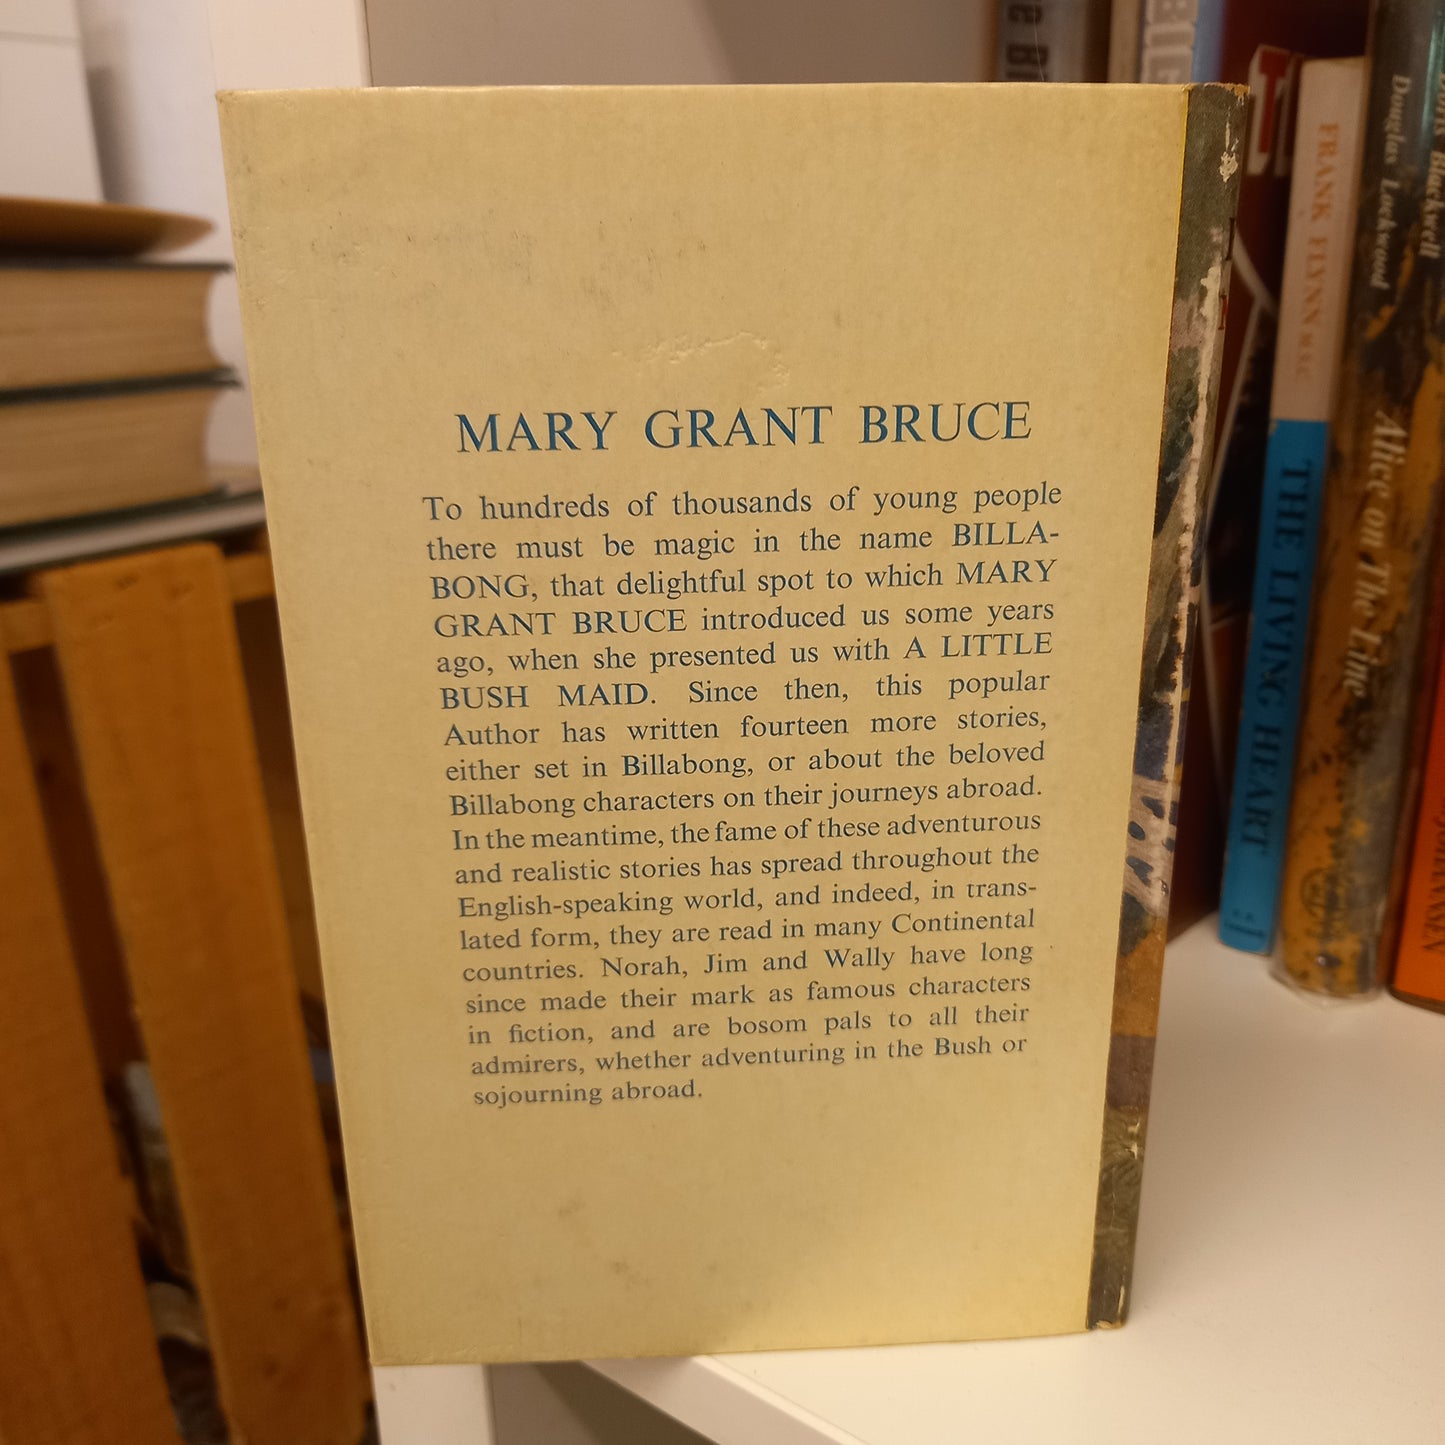 MARY GRANT BRUCE
To hundreds of thousands of young people
there must be magic in the name BILLA-
BONG, that delightful spot to which MARY
GRANT BRUCE introduced us some years
ago, when she presented us with A LITTLE
BUSH MAID. Since then, this popular
Author has written fourteen more stories,
either set in Billabong, or about the beloved
Billabong characters on their journeys abroad.
In the meantime, the fame of these adventurous
and realistic stories has spread throughout the
English-speaking world, and indeed, in trans-
lated form, they are read in many Continental
countries. Norah, Jim and Wally have long
since made their mark as famous characters
in fiction, and are bosom pals to all their
admirers, whether adventuring in the Bush or
sojourning abroad.
FRANK FLYNN M.S.C.
THE LIVING HEART
Douglas Lockwood
Alice on The Line
Doris Blackwell